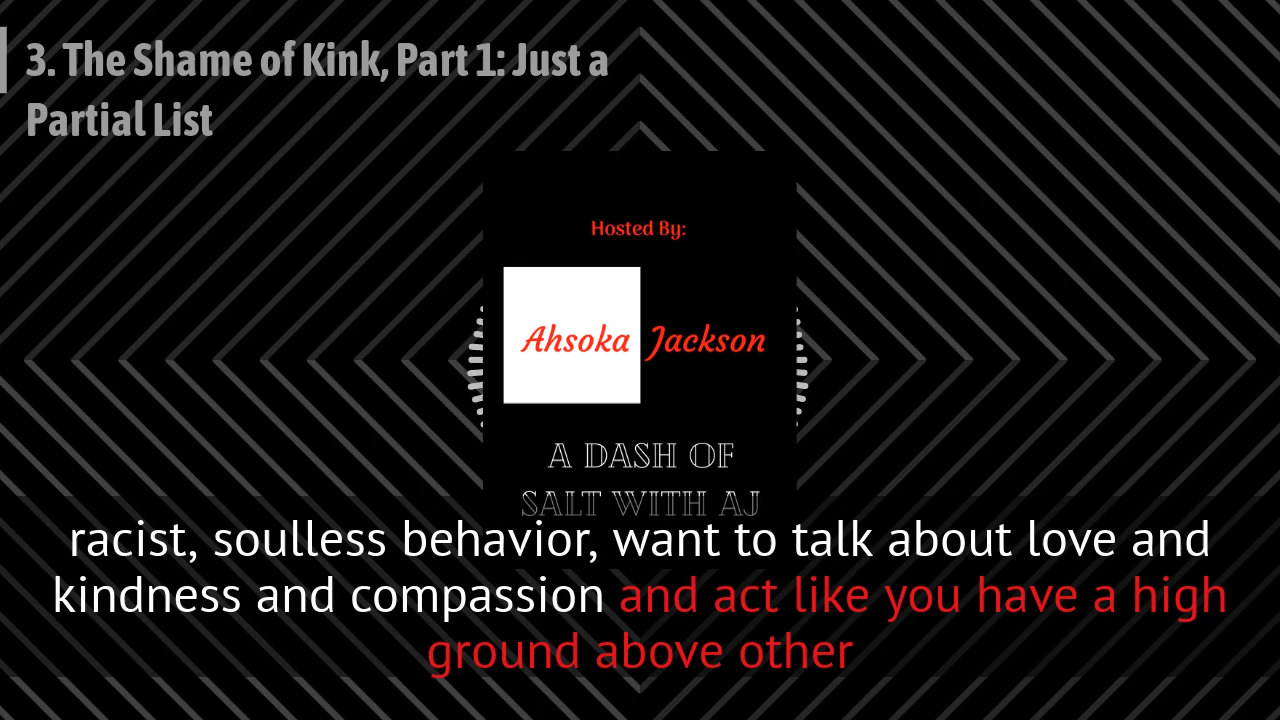 3. The Shame of Kink, Part 1: Just a
Partial List
Hosted By:
Ahsoka Jackson
A DASH OF
SALT WITH AJ
racist, soulless behavior, want to talk about love and
kindness and compassion and act like you have a high
ground above other